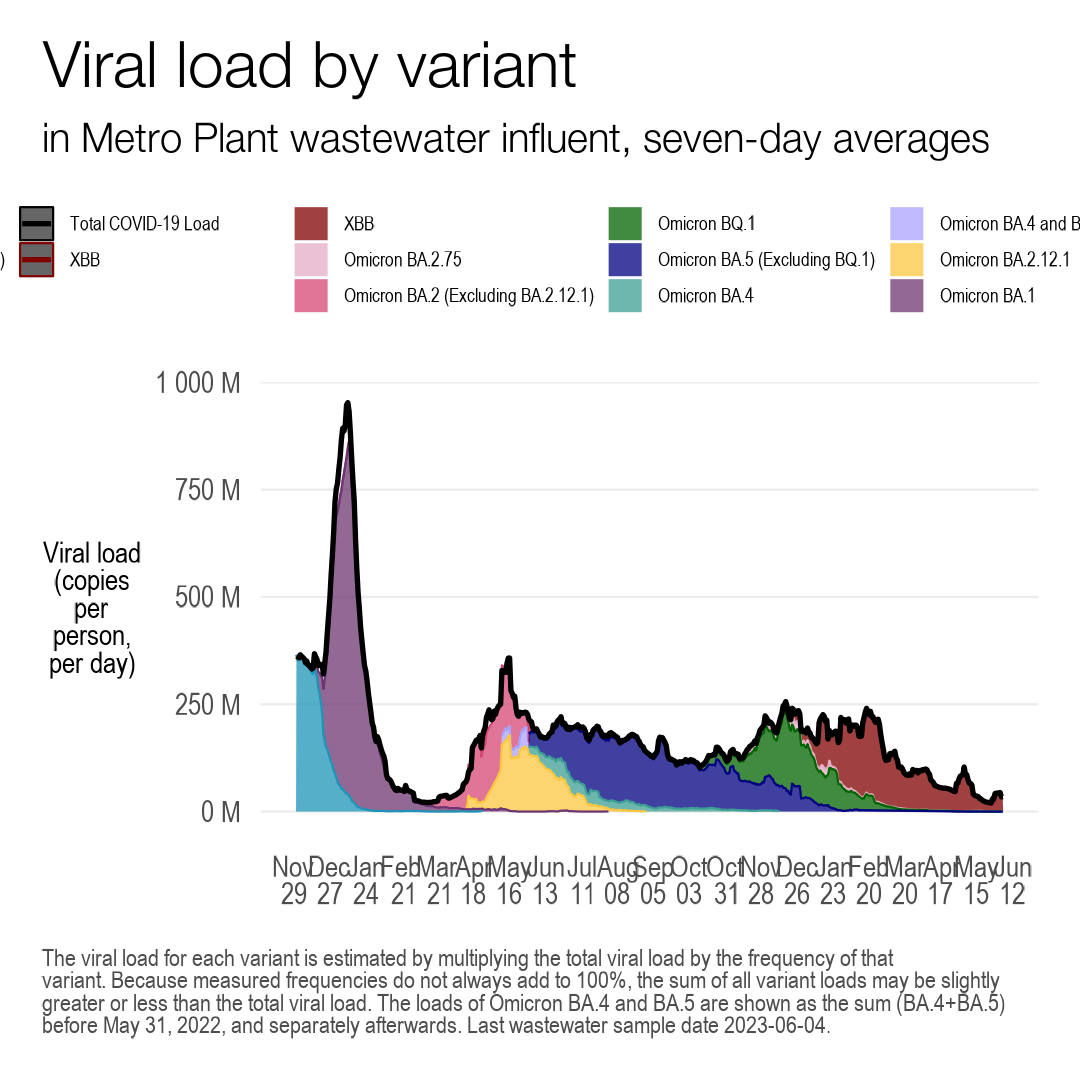 Viral load by variant
in Metro Plant wastewater influent, seven-day averages
Total COVID-19 Load
XBB
Omicron BQ.1
Omicron BA.4 and B
)
XBB
Omicron BA.2.75
Omicron BA.5 (Excluding BQ.1)
Omicron BA.2.12.1
Omicron BA.2 (Excluding BA.2.12.1)
Omicron BA.4
Omicron BA.1
1 000 M
750 M
500 M
250 M
0 M
Viral load
(copies
per
person,
per day)
Nov Dec Jan Feb Mar Apr May Jun Jul Aug Sep Oct Oct Nov Dec Jan Feb Mar Apr May Jun
29 27 24 21 21 18 16 13 11 08 05 03 31 28 26 23 20 20 17 15 12
The viral load for each variant is estimated by multiplying the total viral load by the frequency of that
variant. Because measured frequencies do not always add to 100%, the sum of all variant loads may be slightly
greater or less than the total viral load. The loads of Omicron BA.4 and BA.5 are shown as the sum (BA.4+BA.5)
before May 31, 2022, and separately afterwards. Last wastewater sample date 2023-06-04.